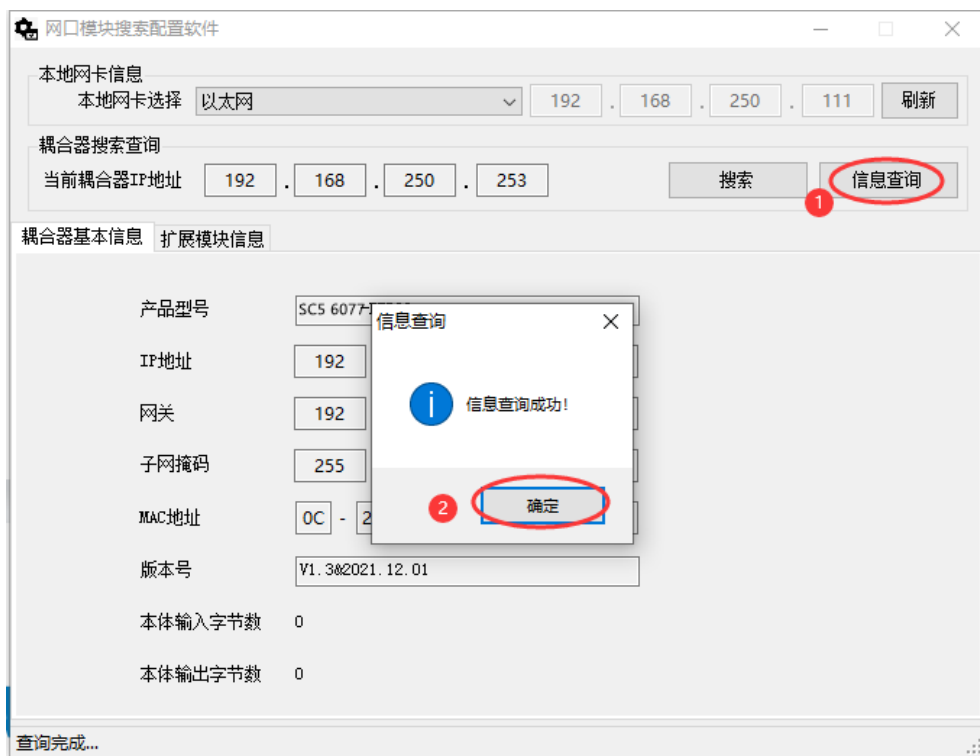 网口模块搜索配置软件
本地网卡信息
本地网卡选择 以太网 192 . 168 . 250 . 111 刷新
耦合器搜索查询
当前耦合器IP地址 192 . 168 . 250 . 253 搜索 信息查询
1
耦合器基本信息 扩展模块信息
产品型号 SC5 6077
信息查询
IP地址 192
信息查询成功!
网关 192
子网掩码 255
2 确定
MAC地址 0C - 2
版本号 V1.3&2021.12.01
本体输入字节数 0
本体输出字节数 0
查询完成...